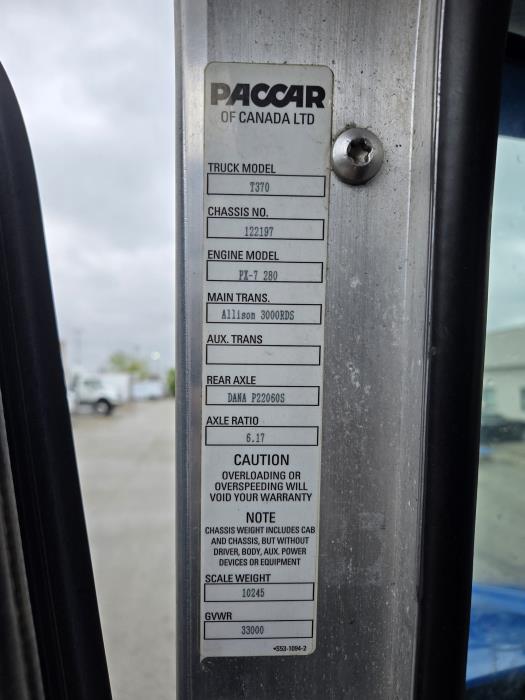 PACCAR
OF CANADA LTD
TRUCK MODEL
T370
CHASSIS NO.
122197
ENGINE MODEL
PX-7 280
MAIN TRANS.
Allison 3000RDS
AUX. TRANS
REAR AXLE
DANA P22060S
AXLE RATIO
6.17
CAUTION
OVERLOADING OR
OVERSPEEDING WILL
VOID YOUR WARRANTY
NOTE
CHASSIS WEIGHT INCLUDES CAB
AND CHASSIS, BUT WITHOUT
DRIVER, BODY, AUX. POWER
DEVICES OR EQUIPMENT
SCALE WEIGHT
10245
GVWR
33000
•S53-1094-2